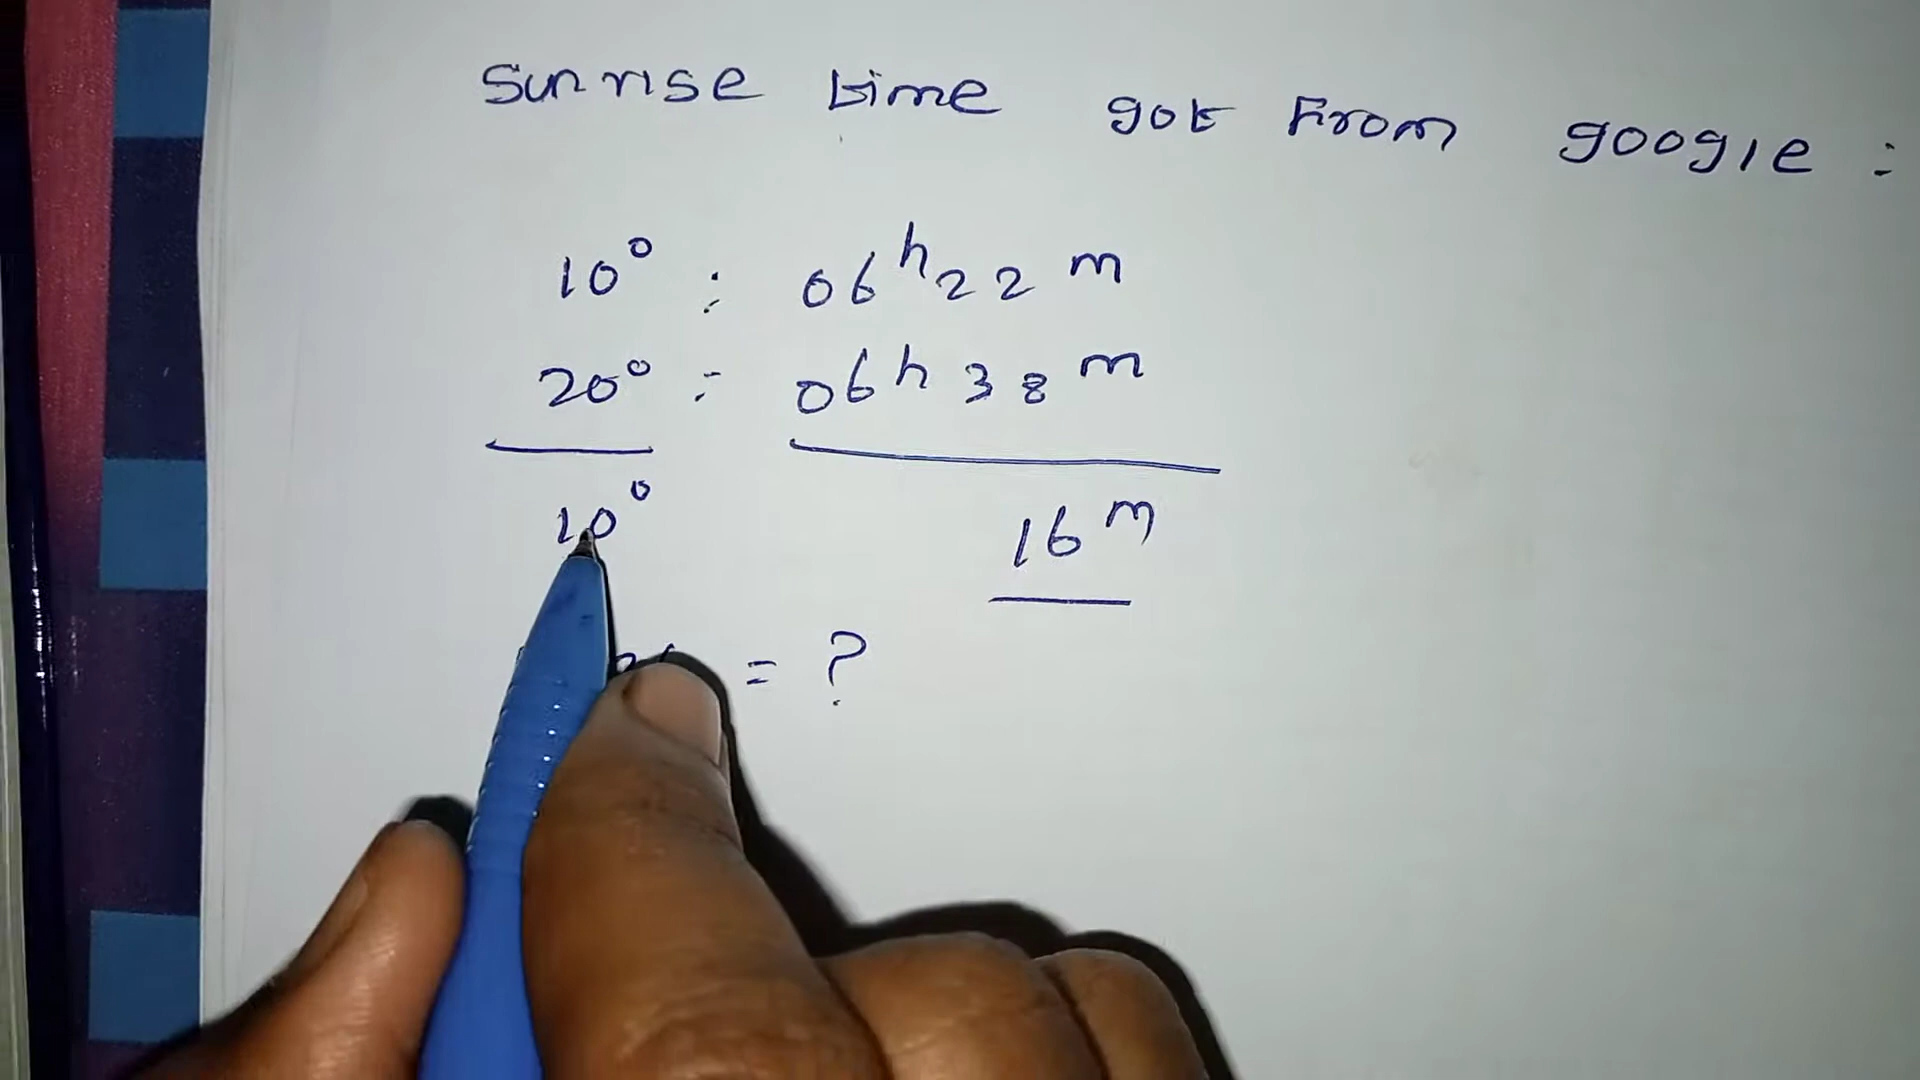 Sunrise time got From google :
10° : 06h 22m
20° : 06h 38m
10° 16m
= ?